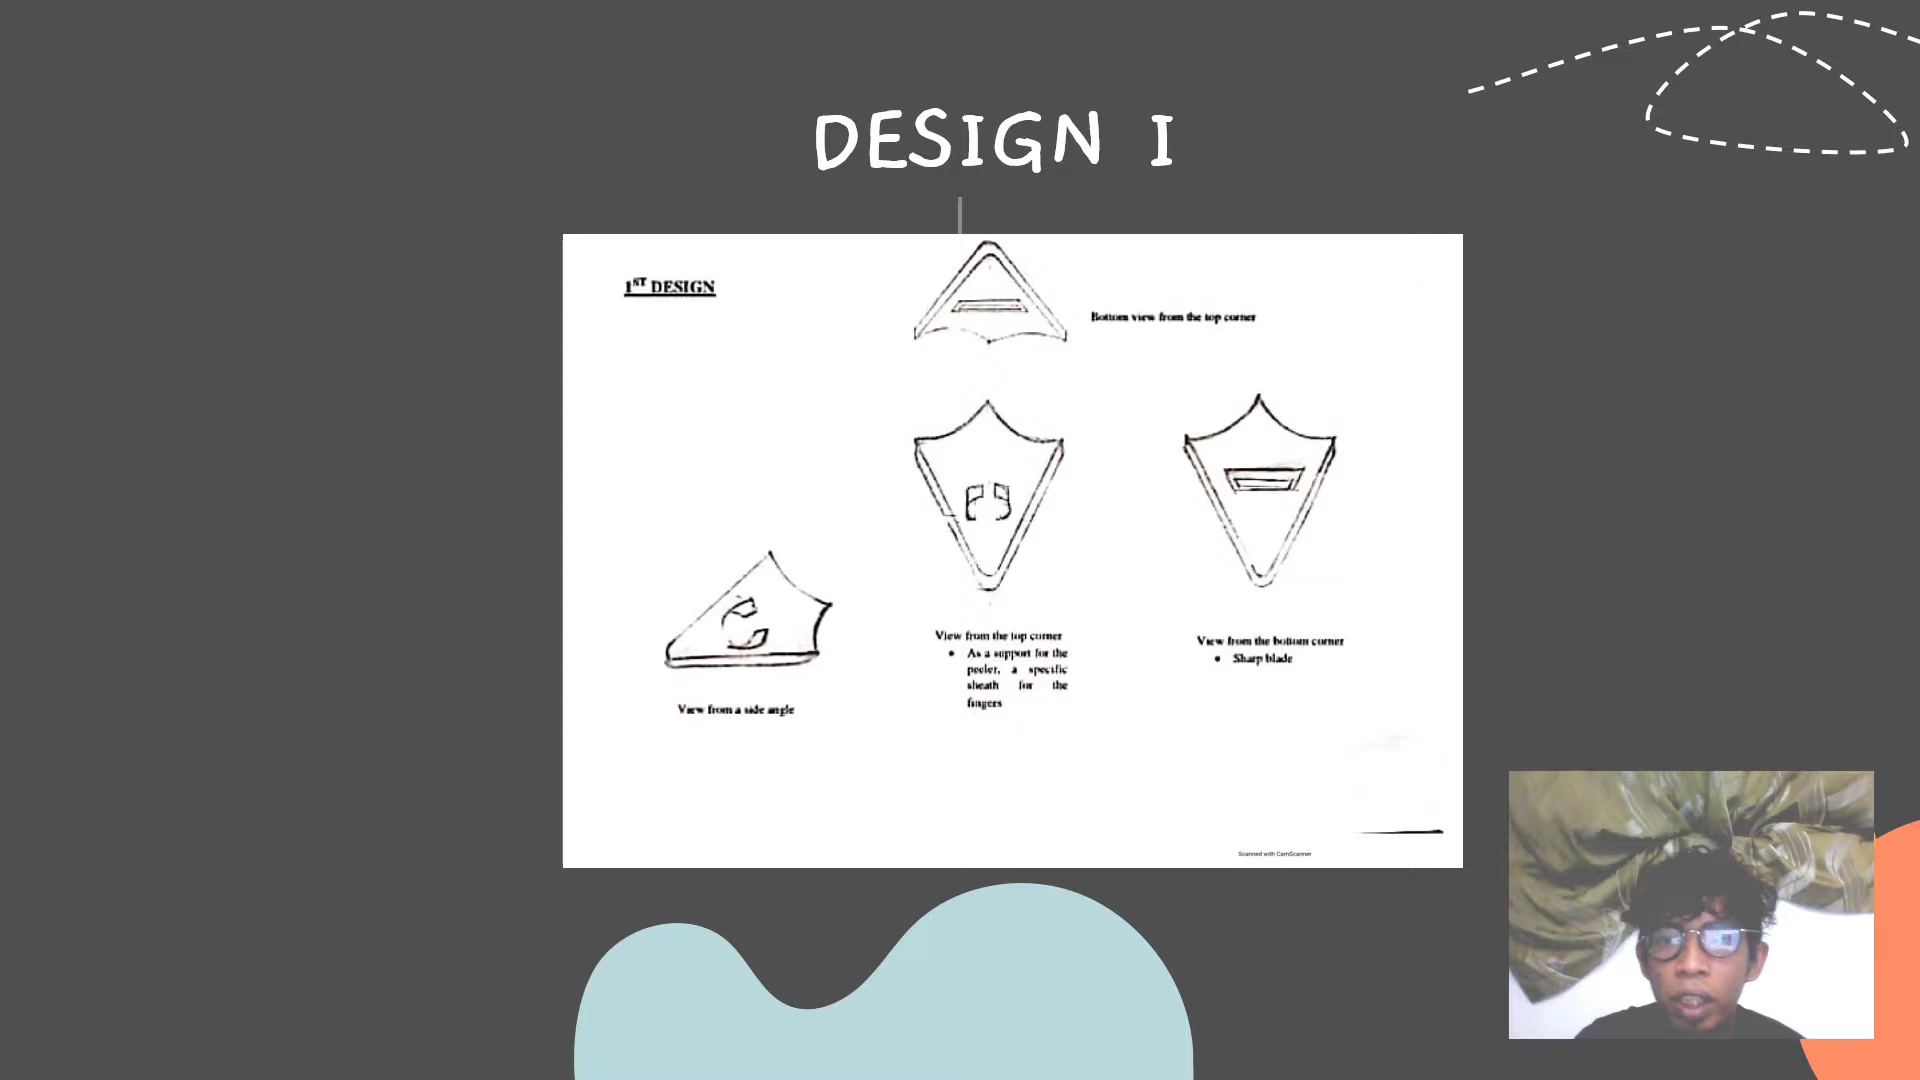 DESIGN I
1ST DESIGN
Bottom view from the top corner
View from the top corner
• As a support for the
peeler, a specific
sheath for the
fingers
View from the bottom corner
• Sharp blade
View from a side angle
Scanned with CamScanner